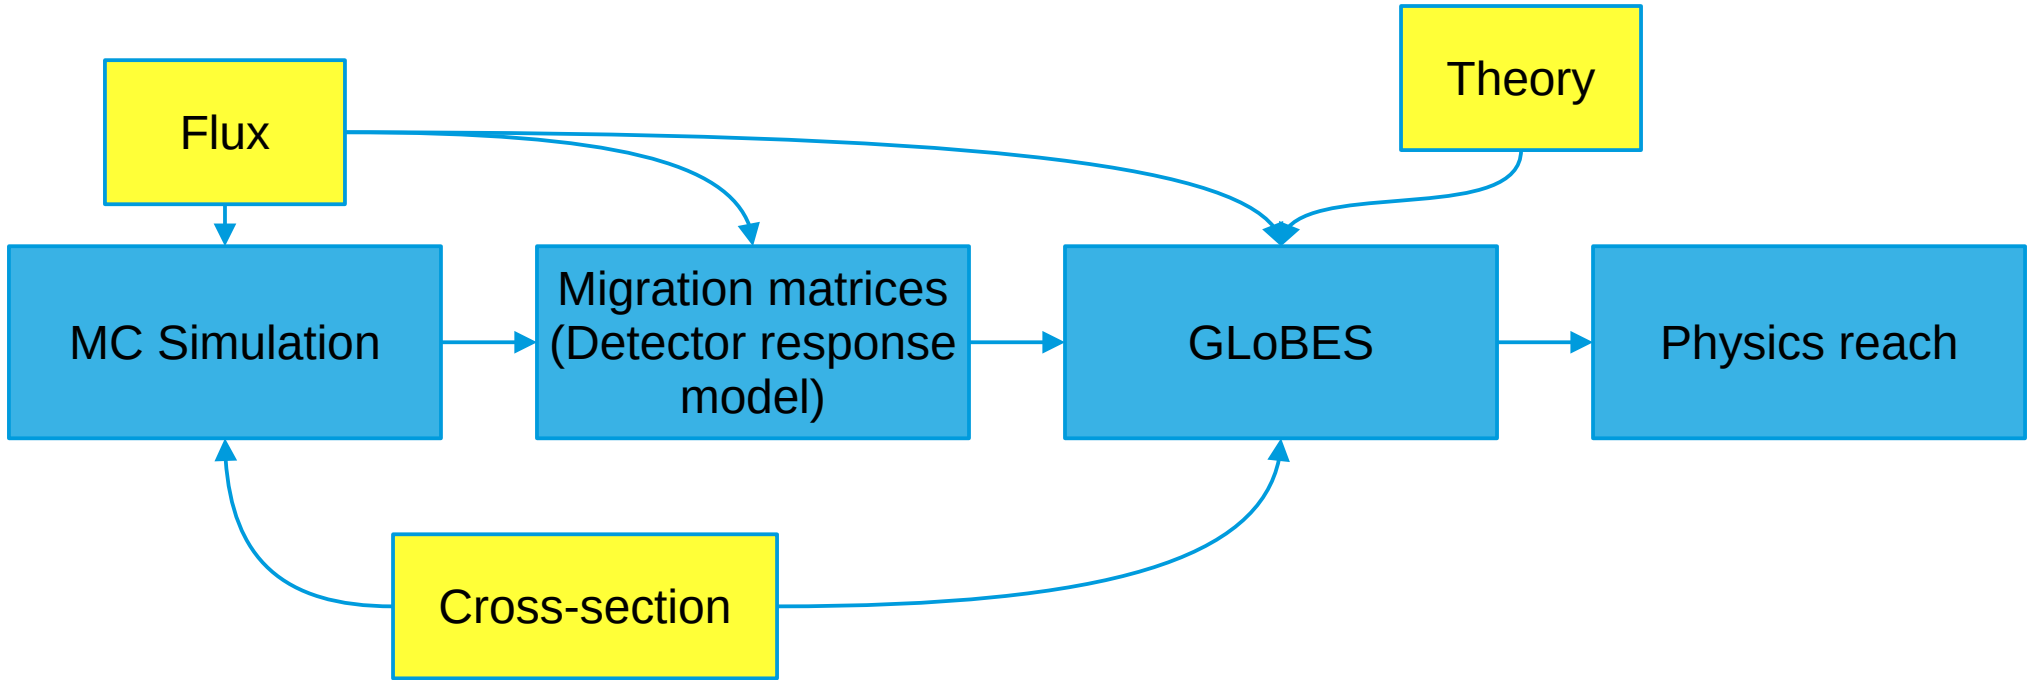 Theory
Flux
MC Simulation
Migration matrices
(Detector response
model)
GLoBES
Physics reach
Cross-section